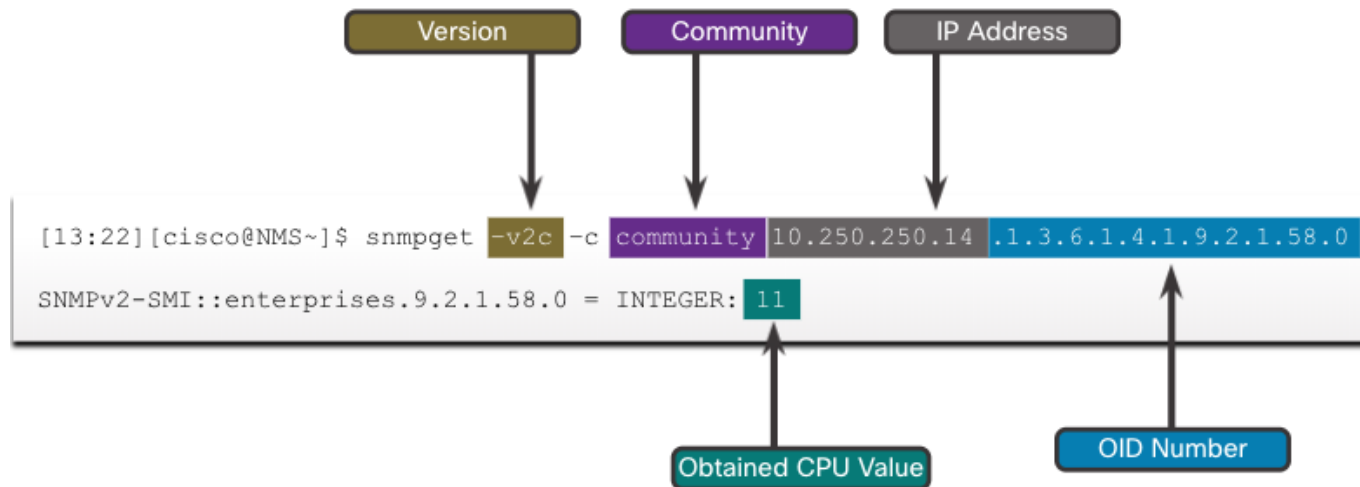 Version Community IP Address
[13:22][cisco@NMS~]$ snmpget -v2c -c community 10.250.250.14 .1.3.6.1.4.1.9.2.1.58.0
SNMPv2-SMI::enterprises.9.2.1.58.0 = INTEGER: 11
Obtained CPU Value OID Number